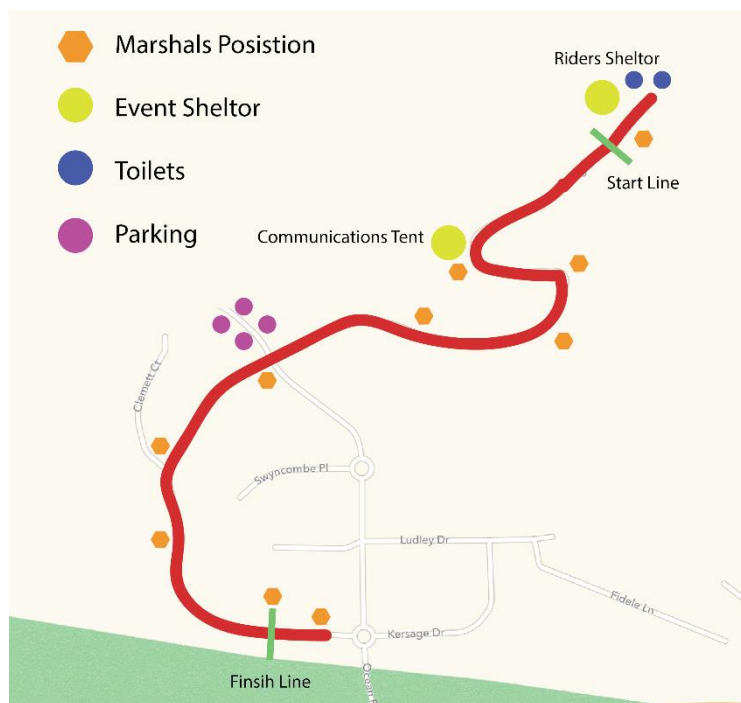 Marshals Posistion
Event Sheltor
Toilets
Parking
Riders Sheltor
Start Line
Communications Tent
Clemett Ct
Swyncombe Pl
Ludley Dr
Fidele Ln
Kersage Dr
Finsih Line
Ocean